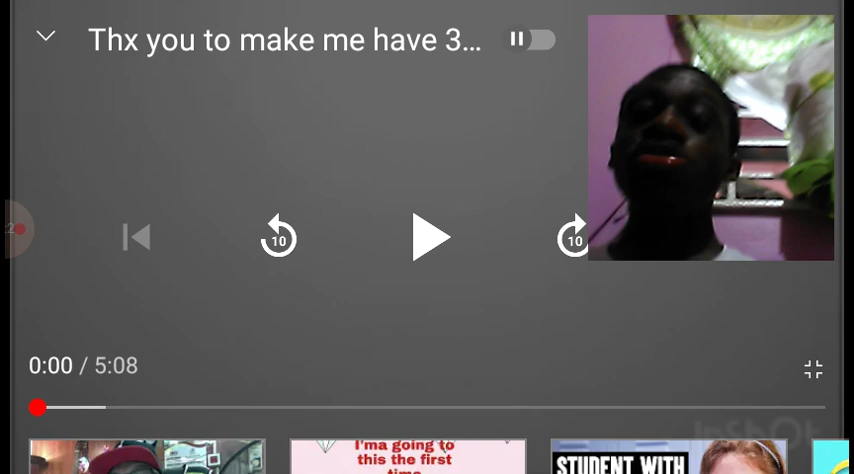 Thx you to make me have 3...
10
10
0:00 / 5:08
I'ma going to
this the first
time
STUDENT WITH
InShOt